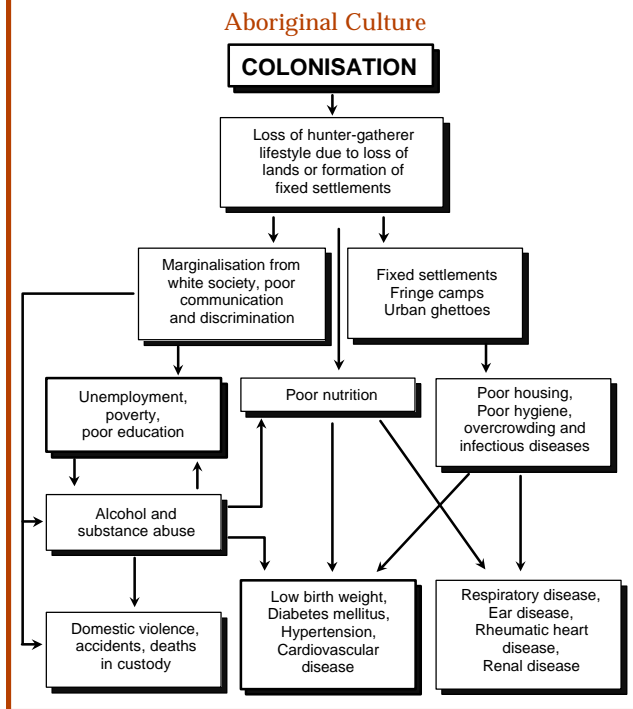 Aboriginal Culture
COLONISATION
Loss of hunter-gatherer
lifestyle due to loss of
lands or formation of
fixed settlements
Marginalisation from
white society, poor
communication
and discrimination
Fixed settlements
Fringe camps
Urban ghettoes
Unemployment,
poverty,
poor education
Poor nutrition
Poor housing,
Poor hygiene,
overcrowding and
infectious diseases
Alcohol and
substance abuse
Domestic violence,
accidents, deaths
in custody
Low birth weight,
Diabetes mellitus,
Hypertension,
Cardiovascular
disease
Respiratory disease,
Ear disease,
Rheumatic heart
disease,
Renal disease